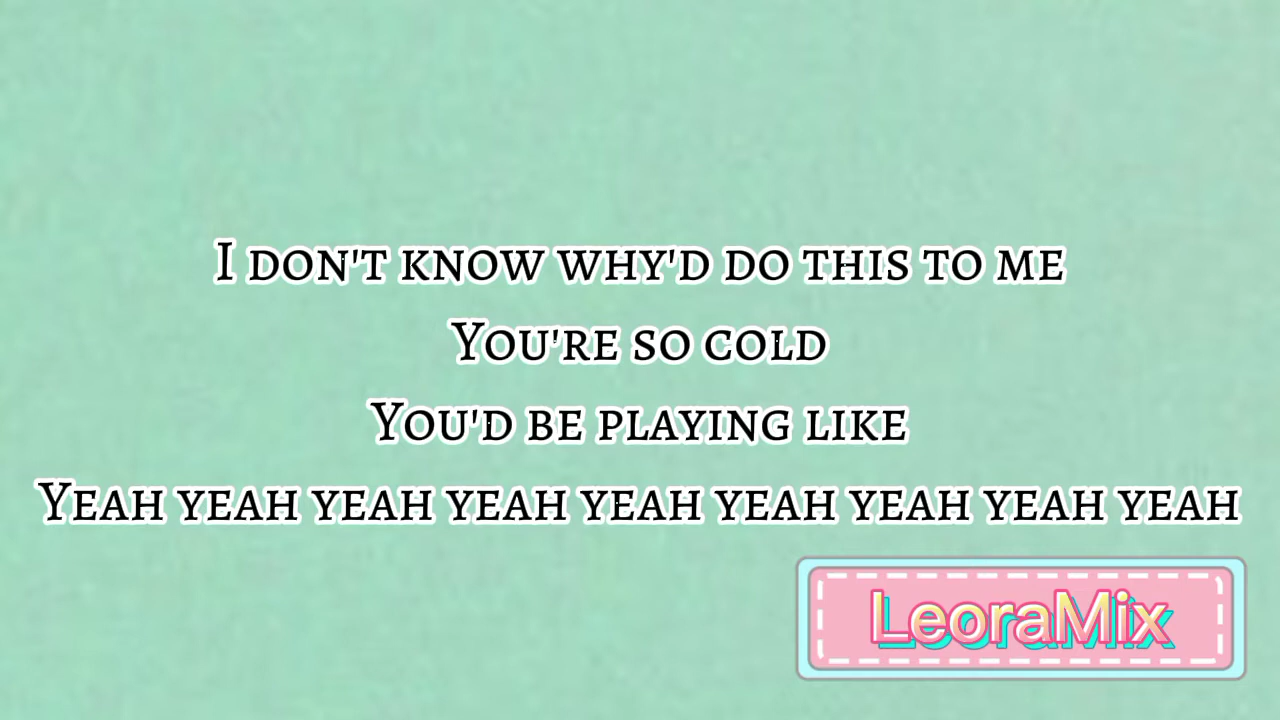 I don't know why'd do this to me
You're so cold
You'd be playing like
Yeah yeah yeah yeah yeah yeah yeah yeah yeah
LeoraMix